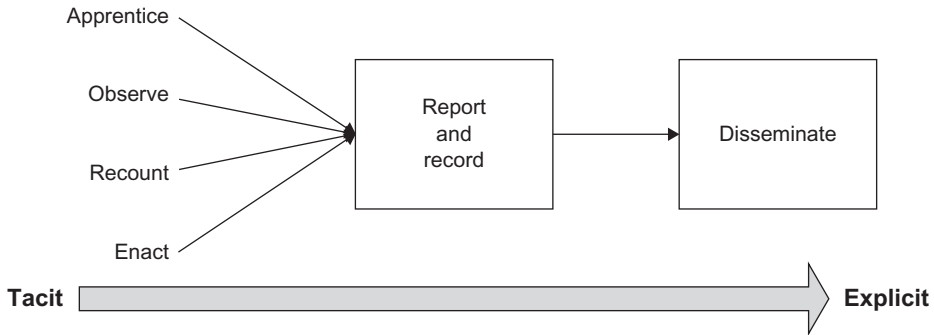 Apprentice
Observe
Recount
Enact
Report
and
record
Disseminate
Tacit
Explicit